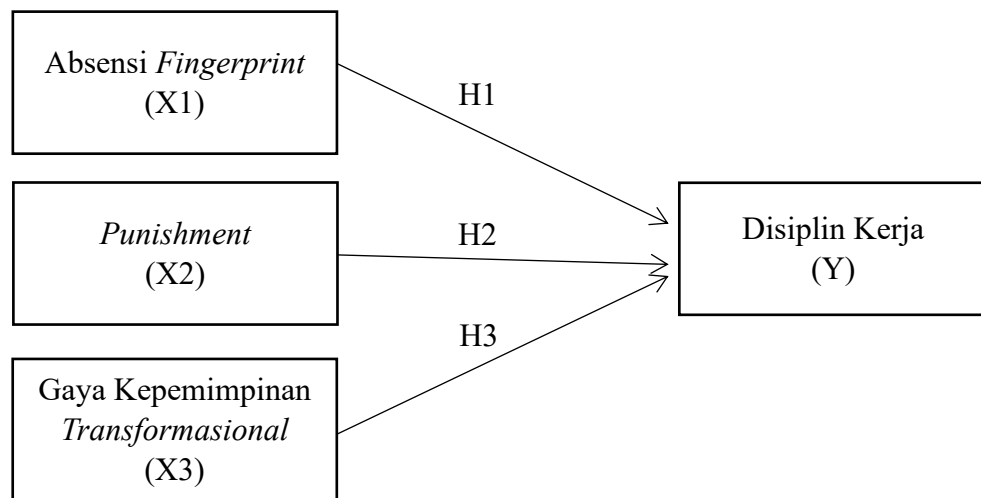 Absensi Fingerprint
(X1)
H1
Punishment
(X2)
H2
Disiplin Kerja
(Y)
H3
Gaya Kepemimpinan
Transformasional
(X3)